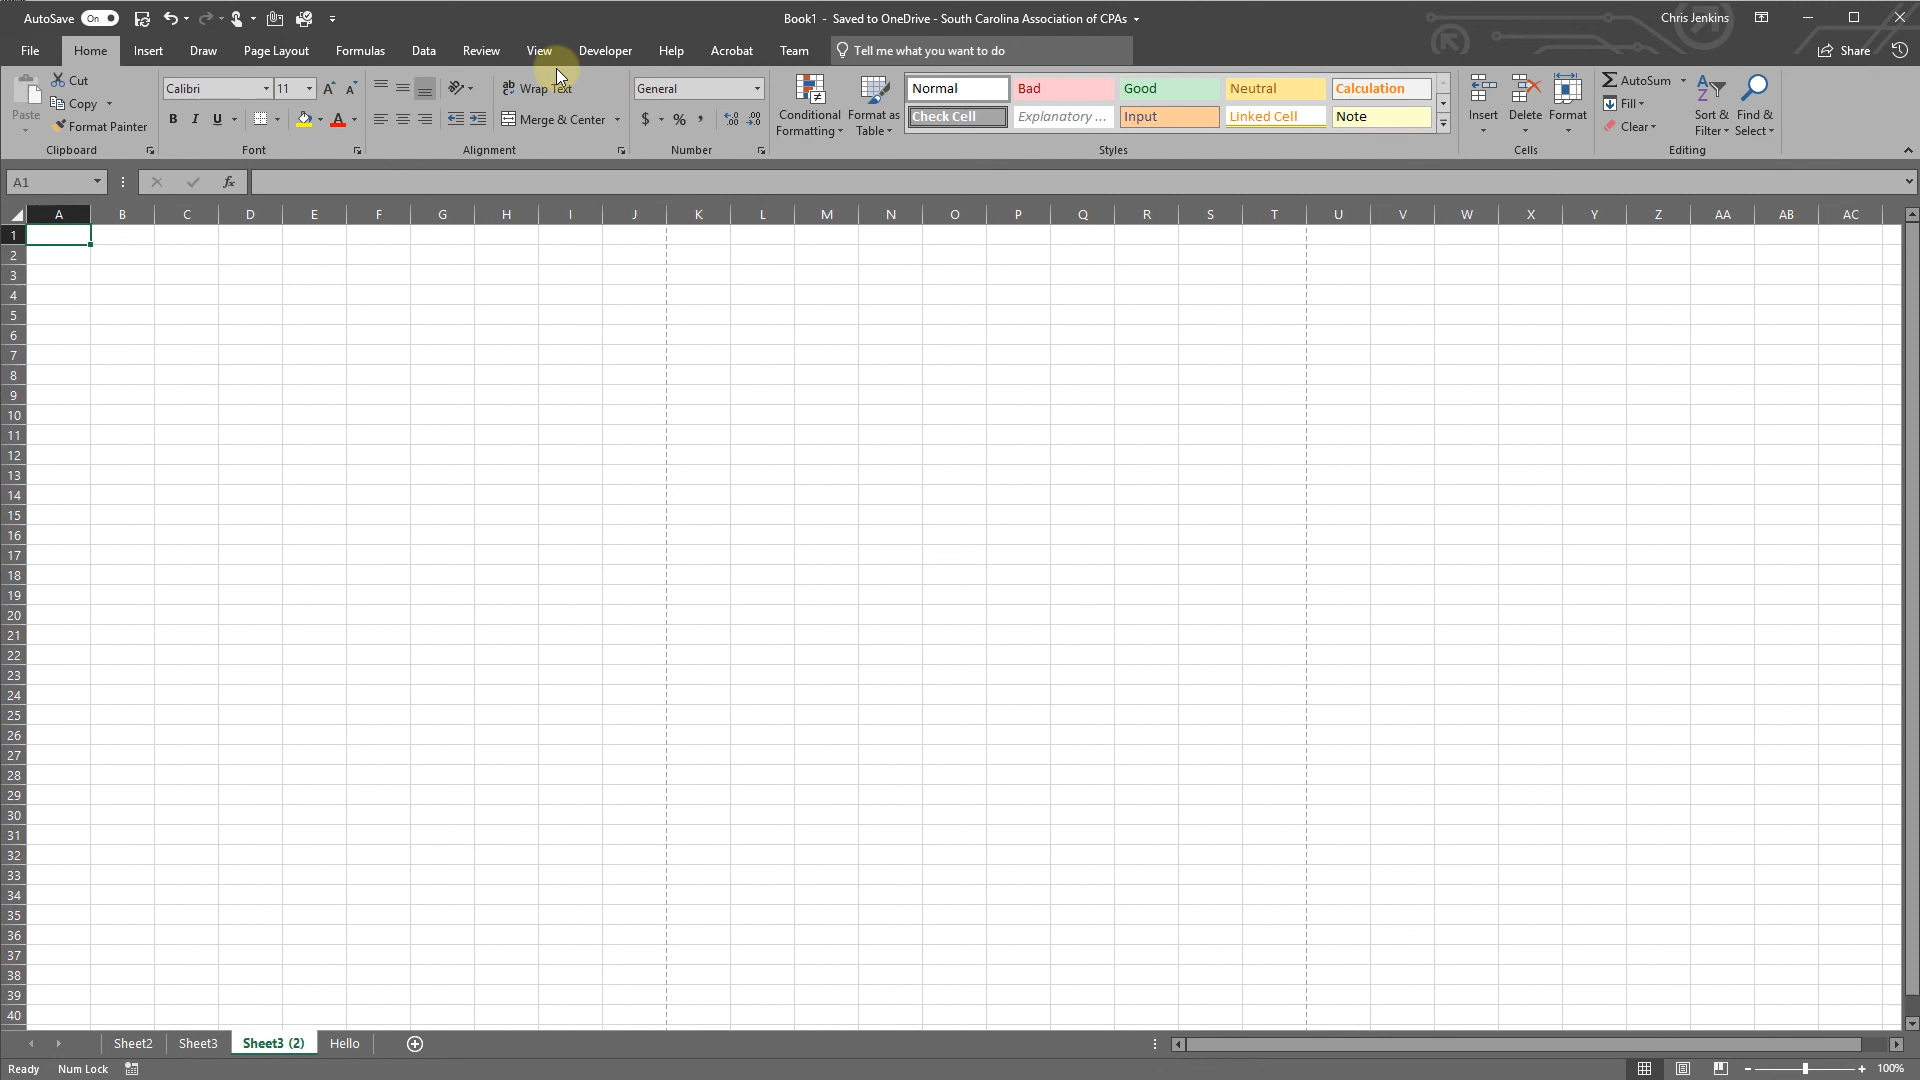 AutoSave On
Book1 - Saved to OneDrive - South Carolina Association of CPAs
Chris Jenkins
File Home Insert Draw Page Layout Formulas Data Review View Developer Help Acrobat Team Tell me what you want to do Share
Paste
Cut
Copy
Format Painter
Clipboard
Calibri 11
B I U
Font
Wrap Text
Merge & Center
Alignment
General
$ % ,
Number
Conditional Formatting
Format as Table
Normal Bad Good Neutral Calculation
Check Cell Explanatory ... Input Linked Cell Note
Styles
Insert Delete Format
Cells
AutoSum
Fill
Clear
Sort & Filter
Find & Select
Editing
A1 fx
A B C D E F G H I J K L M N O P Q R S T U V W X Y Z AA AB AC
1
2
3
4
5
6
7
8
9
10
11
12
13
14
15
16
17
18
19
20
21
22
23
24
25
26
27
28
29
30
31
32
33
34
35
36
37
38
39
40
Sheet2 Sheet3 Sheet3 (2) Hello
Ready Num Lock 100%